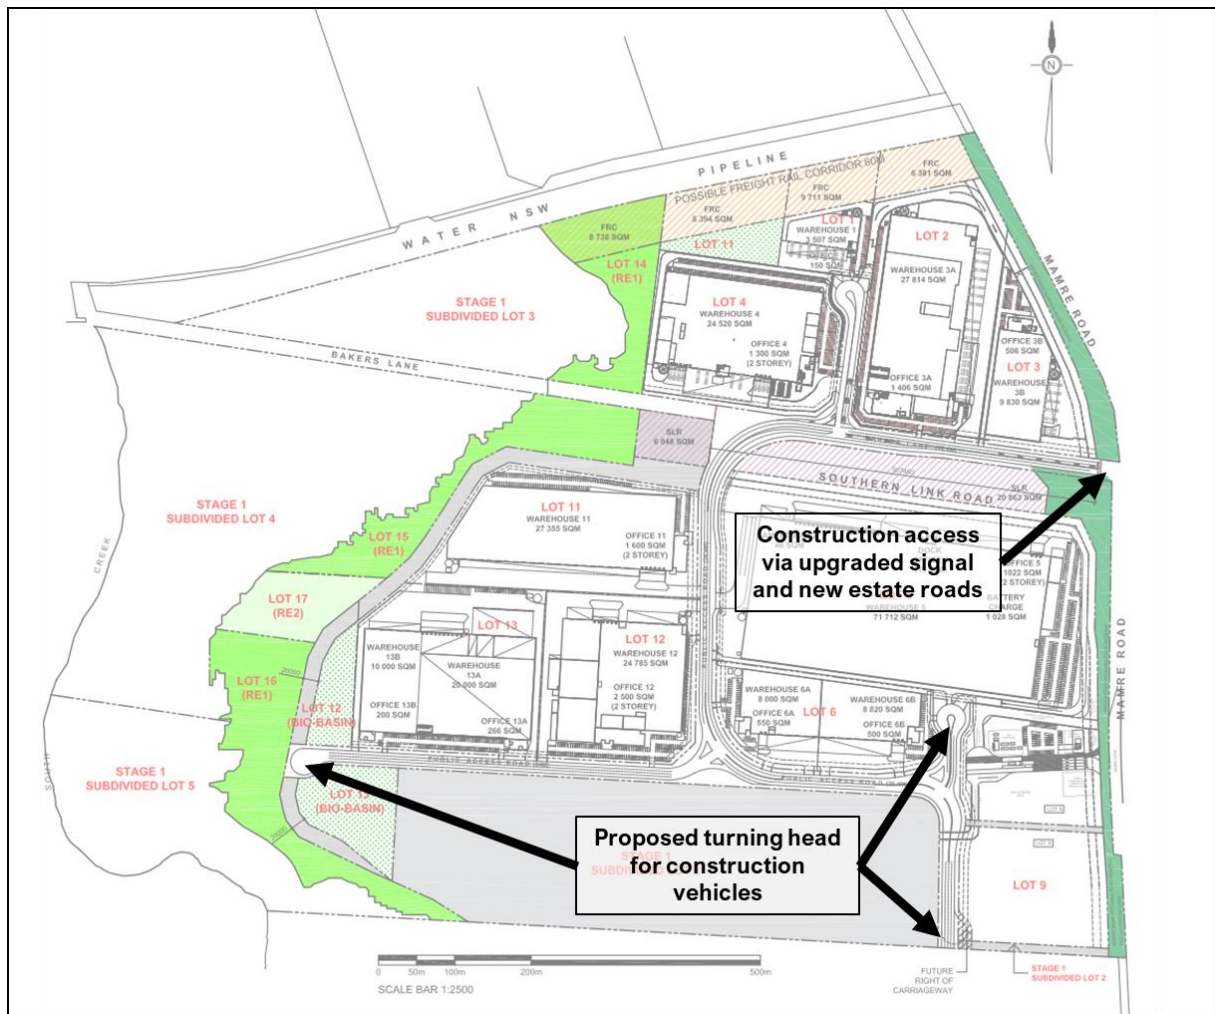 N
PIPELINE
WATER NSW
POSSIBLE FREIGHT RAIL CORRIDOR 60M
FRC
6 381 SQM
FRC
9 711 SQM
FRC
8 394 SQM
FRC
8 738 SQM
LOT 1
WAREHOUSE 1
3 507 SQM
150 SQM
LOT 2
WAREHOUSE 3A
27 814 SQM
OFFICE 3A
1 406 SQM
LOT 11
LOT 14
(RE1)
MAMRE ROAD
STAGE 1
SUBDIVIDED LOT 3
LOT 4
WAREHOUSE 4
24 520 SQM
OFFICE 4
1 300 SQM
(2 STOREY)
OFFICE 3B
506 SQM
LOT 3
WAREHOUSE
3B
9 830 SQM
BAKERS LANE
SLR
6 048 SQM
SOUTHERN LINK ROAD
SLR
20 863 SQM
STAGE 1
SUBDIVIDED LOT 4
CREEK
LOT 11
WAREHOUSE 11
27 355 SQM
OFFICE 11
1 600 SQM
(2 STOREY)
LOT 15
(RE1)
Construction access
via upgraded signal
and new estate roads
DOCK
OFFICE 5
1022 SQM
(2 STOREY)
BATTERY
CHARGE
1 028 SQM
WAREHOUSE 5
71 712 SQM
LOT 17
(RE2)
LOT 13
WAREHOUSE
13B
10 000 SQM
WAREHOUSE
13A
20 000 SQM
OFFICE 13B
200 SQM
OFFICE 13A
266 SQM
LOT 12
WAREHOUSE 12
24 785 SQM
OFFICE 12
2 500 SQM
(2 STOREY)
MAMRE ROAD
LOT 16
(RE1)
20000
LOT 12
(BIO-BASIN)
WAREHOUSE 6A
8 000 SQM
OFFICE 6A
550 SQM
LOT 6
WAREHOUSE 6B
8 820 SQM
OFFICE 6B
500 SQM
PUBLIC ACCESS ROAD
SOUTH
STAGE 1
SUBDIVIDED LOT 5
(BIO-BASIN)
20000
Proposed turning head
for construction
vehicles
LOT 9
0 50m 100m 200m 500m
SCALE BAR 1:2500
FUTURE
RIGHT OF
CARRIAGEWAY
STAGE 1
SUBDIVIDED LOT 2